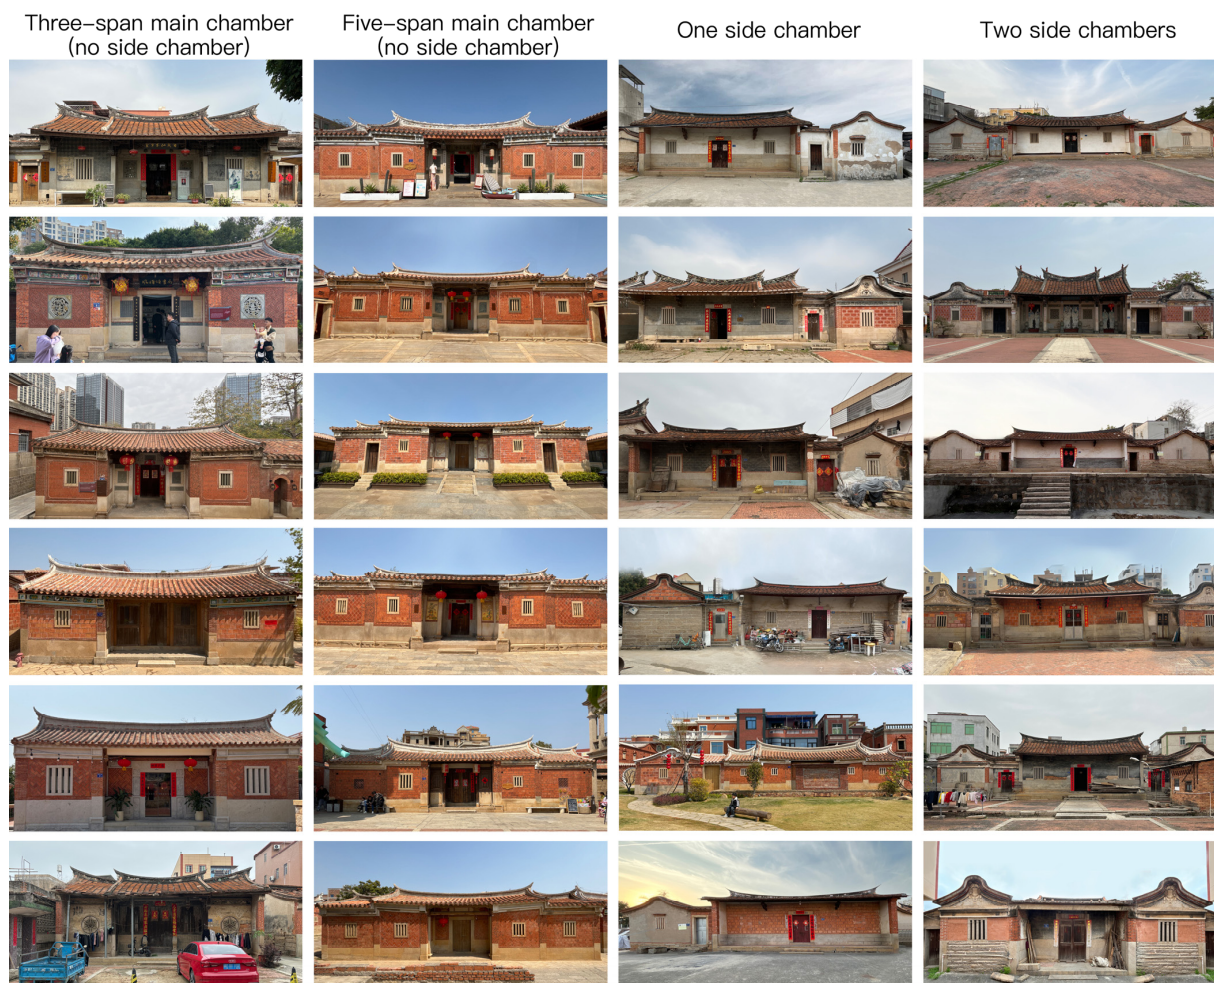 Three-span main chamber
(no side chamber)
Five-span main chamber
(no side chamber)
One side chamber
Two side chambers